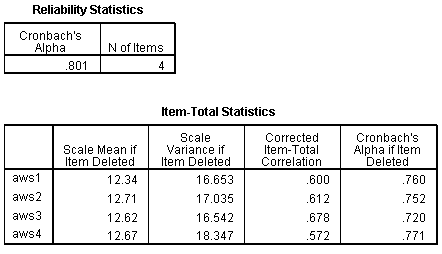 Reliability Statistics
Cronbach's
Alpha N of Items
.801 4
Item-Total Statistics
Scale Mean if
Item Deleted
Scale
Variance if
Item Deleted
Corrected
Item-Total
Correlation
Cronbach's
Alpha if Item
Deleted
aws1 12.34 16.653 .600 .760
aws2 12.71 17.035 .612 .752
aws3 12.62 16.542 .678 .720
aws4 12.67 18.347 .572 .771